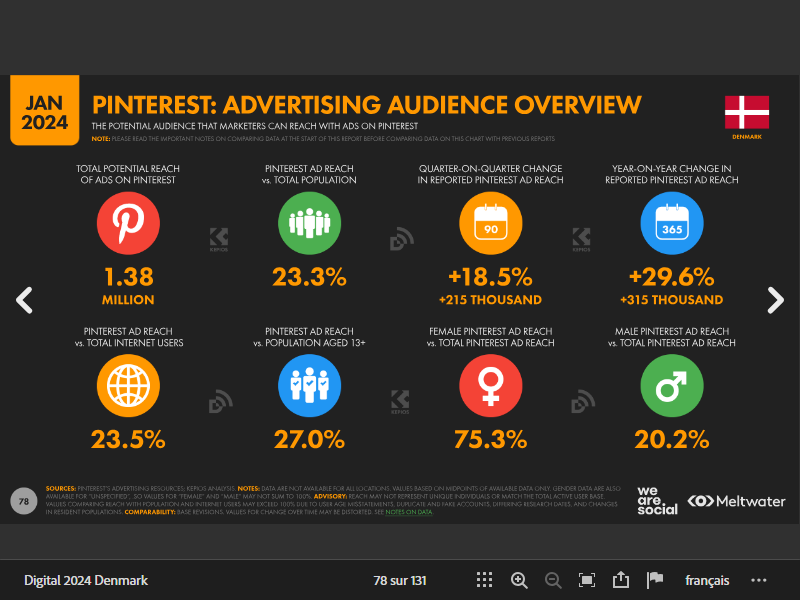 JAN
2024
PINTEREST: ADVERTISING AUDIENCE OVERVIEW
THE POTENTIAL AUDIENCE THAT MARKETERS CAN REACH WITH ADS ON PINTEREST
NOTE: PLEASE READ THE IMPORTANT NOTES ON COMPARING DATA AT THE START OF THIS REPORT BEFORE COMPARING DATA ON THIS CHART WITH PREVIOUS REPORTS
DENMARK
TOTAL POTENTIAL REACH
OF ADS ON PINTEREST
1.38
MILLION
PINTEREST AD REACH
vs. TOTAL POPULATION
23.3%
QUARTER-ON-QUARTER CHANGE
IN REPORTED PINTEREST AD REACH
90
+18.5%
+215 THOUSAND
YEAR-ON-YEAR CHANGE IN
REPORTED PINTEREST AD REACH
365
+29.6%
+315 THOUSAND
KEPIOS
KEPIOS
PINTEREST AD REACH
vs. TOTAL INTERNET USERS
23.5%
PINTEREST AD REACH
vs. POPULATION AGED 13+
27.0%
KEPIOS
FEMALE PINTEREST AD REACH
vs. TOTAL PINTEREST AD REACH
75.3%
MALE PINTEREST AD REACH
vs. TOTAL PINTEREST AD REACH
20.2%
78
SOURCES: PINTEREST'S ADVERTISING RESOURCES; KEPIOS ANALYSIS. NOTES: DATA ARE NOT AVAILABLE FOR ALL LOCATIONS. VALUES BASED ON MIDPOINTS OF AVAILABLE DATA ONLY. GENDER DATA ARE ALSO
AVAILABLE FOR "UNSPECIFIED", SO VALUES FOR "FEMALE" AND "MALE" MAY NOT SUM TO 100%. ADVISORY: REACH MAY NOT REPRESENT UNIQUE INDIVIDUALS OR MATCH THE TOTAL ACTIVE USER BASE.
VALUES COMPARING REACH WITH POPULATION AND INTERNET USERS MAY EXCEED 100% DUE TO USER AGE MISSTATEMENTS, DUPLICATE AND FAKE ACCOUNTS, DIFFERING RESEARCH DATES, AND CHANGES
IN RESIDENT POPULATIONS. COMPARABILITY: BASE REVISIONS. VALUES FOR CHANGE OVER TIME MAY BE DISTORTED. SEE NOTES ON DATA.
we
are.
social
Meltwater
Digital 2024 Denmark
78 sur 131
français